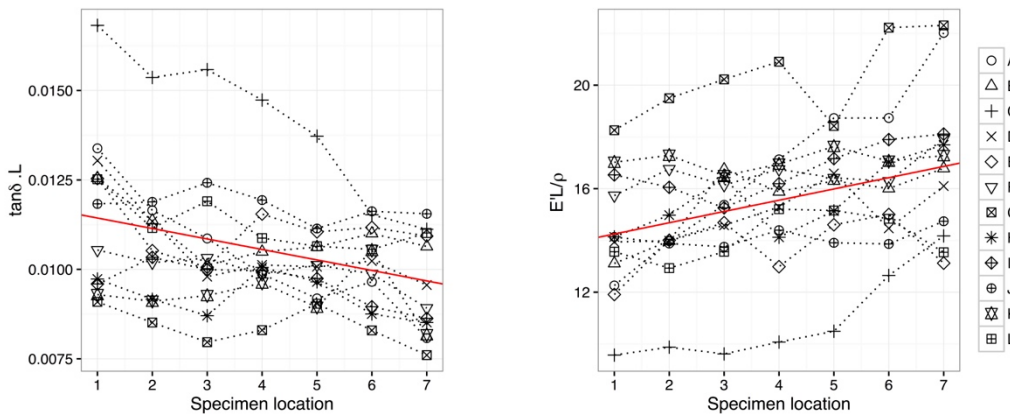 tanδ .L
0.0150
0.0125
0.0100
0.0075
1 2 3 4 5 6 7
Specimen location
E'L/ρ
20
16
12
1 2 3 4 5 6 7
Specimen location
A
J